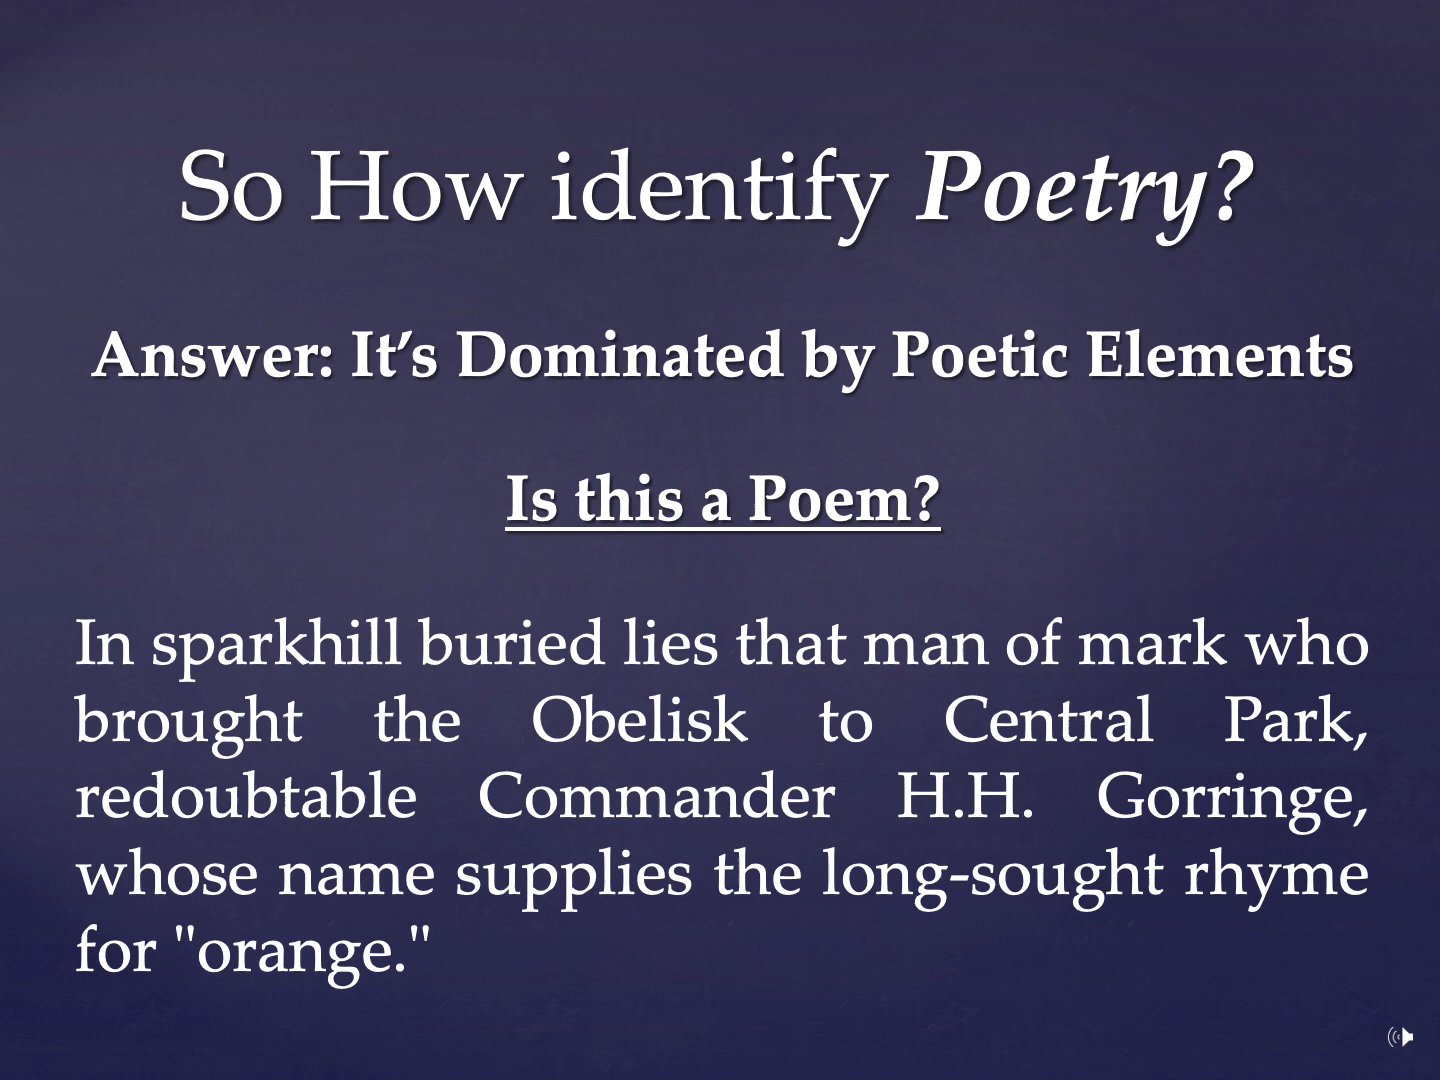 So How identify Poetry?
Answer: It’s Dominated by Poetic Elements
Is this a Poem?
In sparkhill buried lies that man of mark who
brought the Obelisk to Central Park,
redoubtable Commander H.H. Gorringe,
whose name supplies the long-sought rhyme
for "orange."